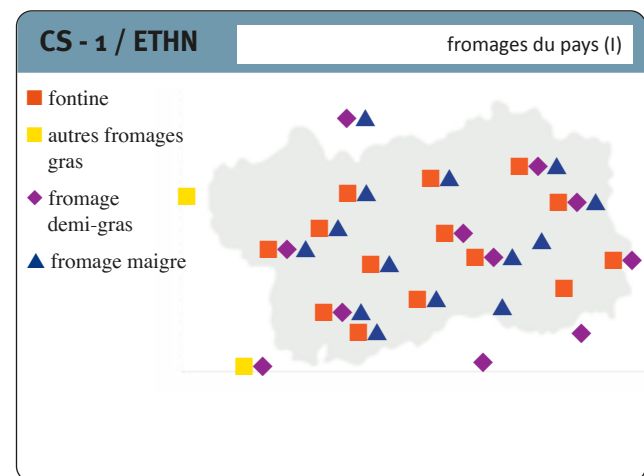 CS - 1 / ETHN
fromages du pays (I)
fontine
autres fromages
gras
fromage
demi-gras
fromage maigre